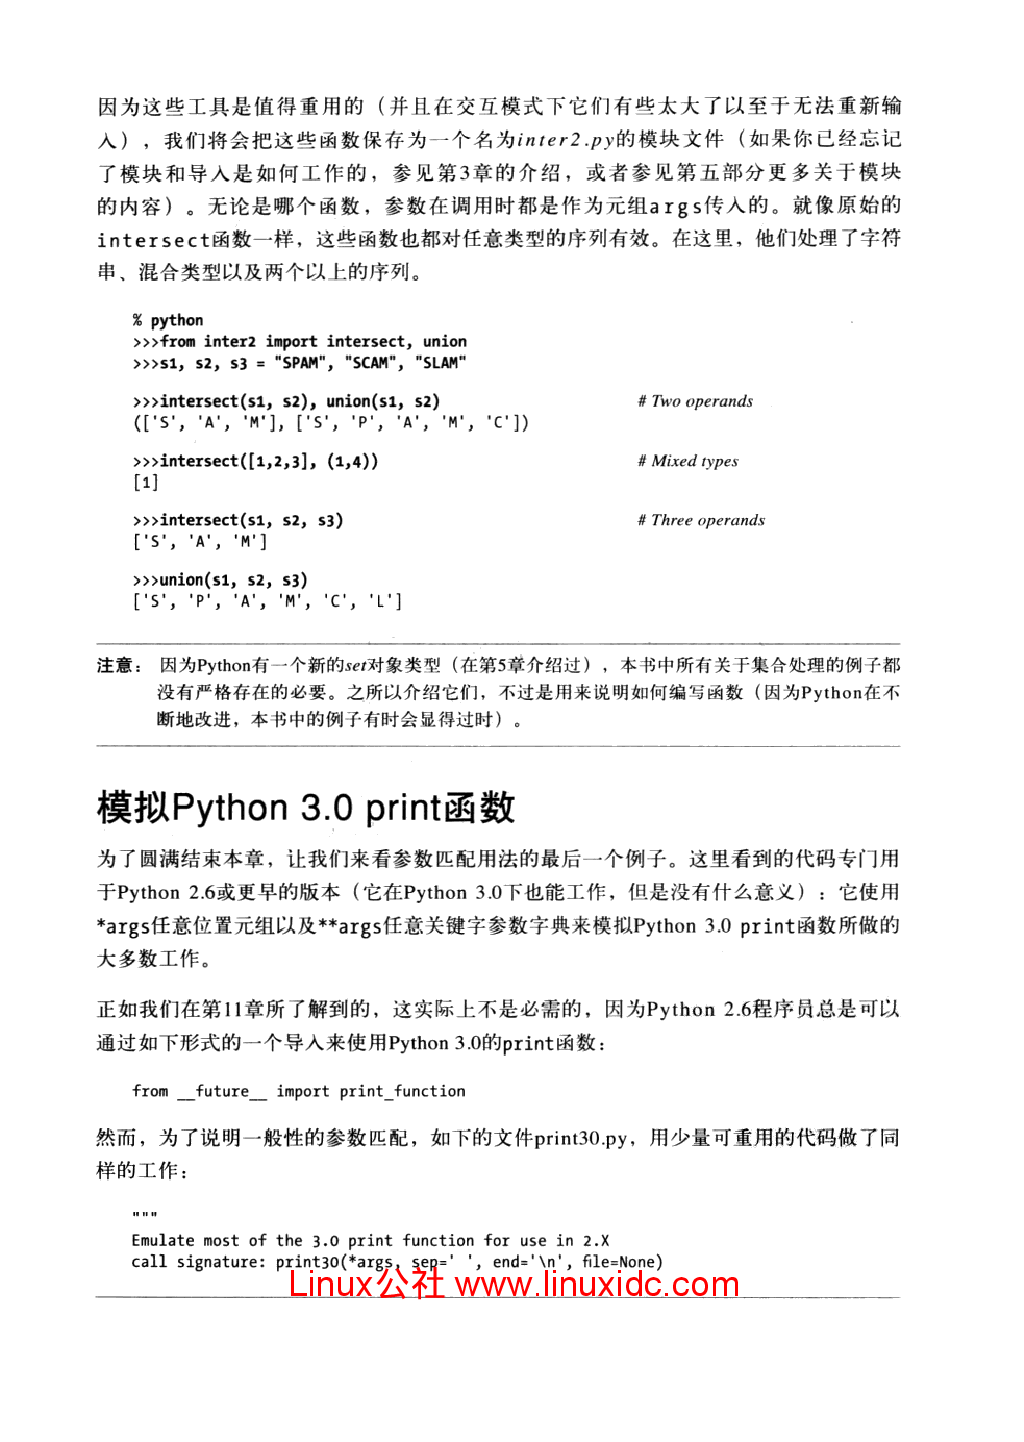 因为这些工具是值得重用的（并且在交互模式下它们有些太大了以至于无法重新输
入），我们将会把这些函数保存为一个名为inter2.py的模块文件（如果你已经忘记
了模块和导入是如何工作的，参见第3章的介绍，或者参见第五部分更多关于模块
的内容）。无论是哪个函数，参数在调用时都是作为元组args传入的。就像原始的
intersect函数一样，这些函数也都对任意类型的序列有效。在这里，他们处理了字符
串、混合类型以及两个以上的序列。
% python
>>>from inter2 import intersect, union
>>>s1, s2, s3 = "SPAM", "SCAM", "SLAM"
>>>intersect(s1, s2), union(s1, s2) # Two operands
(['S', 'A', 'M'], ['S', 'P', 'A', 'M', 'C'])
>>>intersect([1,2,3], (1,4)) # Mixed types
[1]
>>>intersect(s1, s2, s3) # Three operands
['S', 'A', 'M']
>>>union(s1, s2, s3)
['S', 'P', 'A', 'M', 'C', 'L']
注意： 因为Python有一个新的set对象类型（在第5章介绍过），本书中所有关于集合处理的例子都
没有严格存在的必要。之所以介绍它们，不过是用来说明如何编写函数（因为Python在不
断地改进，本书中的例子有时会显得过时）。
模拟Python 3.0 print函数
为了圆满结束本章，让我们来看参数匹配用法的最后一个例子。这里看到的代码专门用
于Python 2.6或更早的版本（它在Python 3.0下也能工作，但是没有什么意义）：它使用
*args任意位置元组以及**args任意关键字参数字典来模拟Python 3.0 print函数所做的
大多数工作。
正如我们在第11章所了解到的，这实际上不是必需的，因为Python 2.6程序员总是可以
通过如下形式的一个导入来使用Python 3.0的print函数：
from __future__ import print_function
然而，为了说明一般性的参数匹配，如下的文件print30.py，用少量可重用的代码做了同
样的工作：
"""
Emulate most of the 3.0 print function for use in 2.X
call signature: print30(*args, sep=' ', end='\n', file=None)
Linux公社 www.linuxidc.com